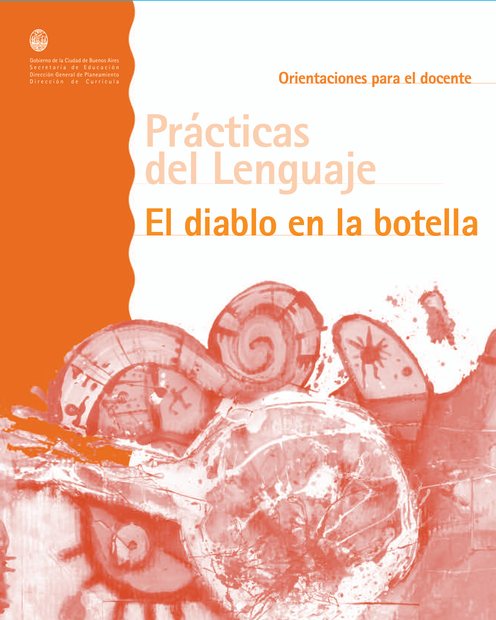 Gobierno de la Ciudad de Buenos Aires
Secretaría de Educación
Dirección General de Planeamiento
Dirección de Currícula
Orientaciones para el docente
Prácticas
del Lenguaje
El diablo en la botella